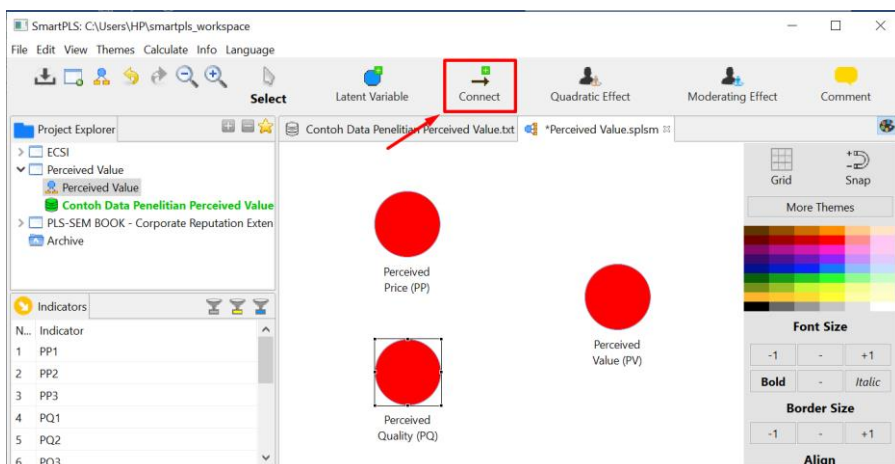 SmartPLS: C:\Users\HP\smartpls_workspace
File Edit View Themes Calculate Info Language
Select
Latent Variable
Connect
Quadratic Effect
Moderating Effect
Comment
Project Explorer
ECSI
Perceived Value
Perceived Value
Contoh Data Penelitian Perceived Value
PLS-SEM BOOK - Corporate Reputation Exten
Archive
Indicators
N... Indicator
1 PP1
2 PP2
3 PP3
4 PQ1
5 PQ2
6 PQ3
Contoh Data Penelitian Perceived Value.txt
*Perceived Value.splsm
Perceived
Price (PP)
Perceived
Quality (PQ)
Perceived
Value (PV)
Grid
Snap
More Themes
Font Size
-1 - +1
Bold - Italic
Border Size
-1 - +1
Align